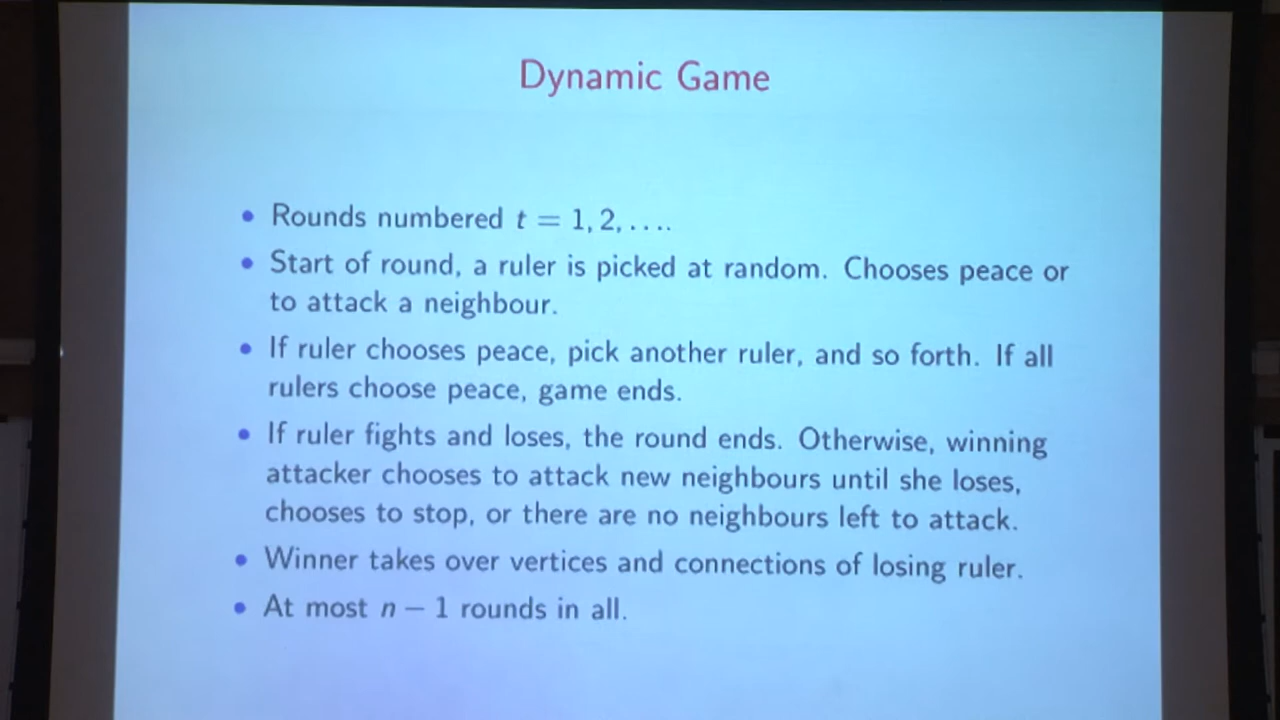 Dynamic Game
• Rounds numbered t = 1, 2, . . . .
• Start of round, a ruler is picked at random. Chooses peace or
to attack a neighbour.
• If ruler chooses peace, pick another ruler, and so forth. If all
rulers choose peace, game ends.
• If ruler fights and loses, the round ends. Otherwise, winning
attacker chooses to attack new neighbours until she loses,
chooses to stop, or there are no neighbours left to attack.
• Winner takes over vertices and connections of losing ruler.
• At most n − 1 rounds in all.